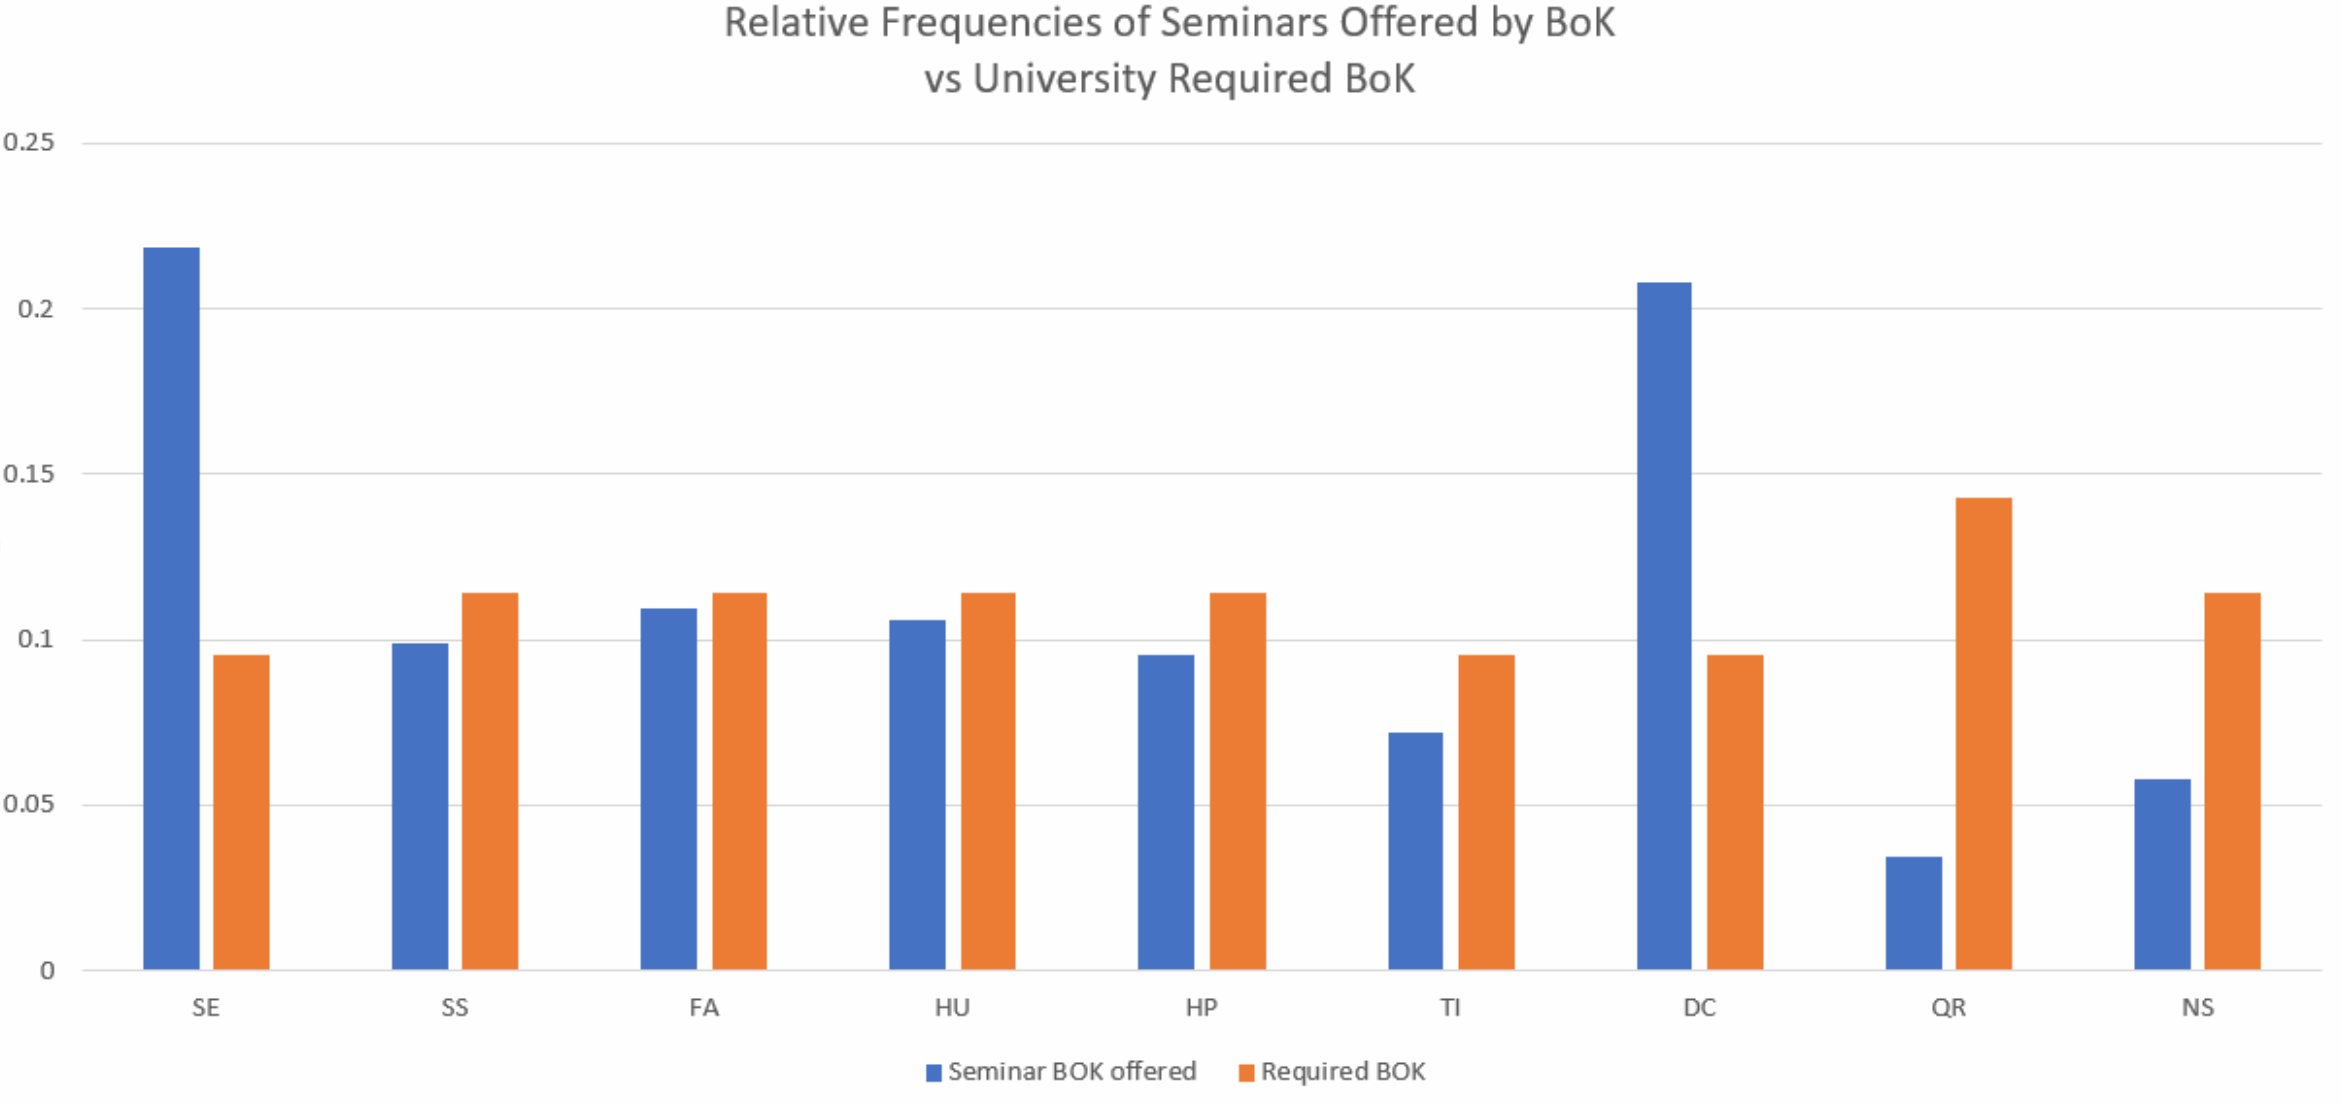 Relative Frequencies of Seminars Offered by BoK
vs University Required BoK
0.25
0.2
0.15
0.1
0.05
0
SE SS FA HU HP TI DC QR NS
Seminar BOK offered Required BOK